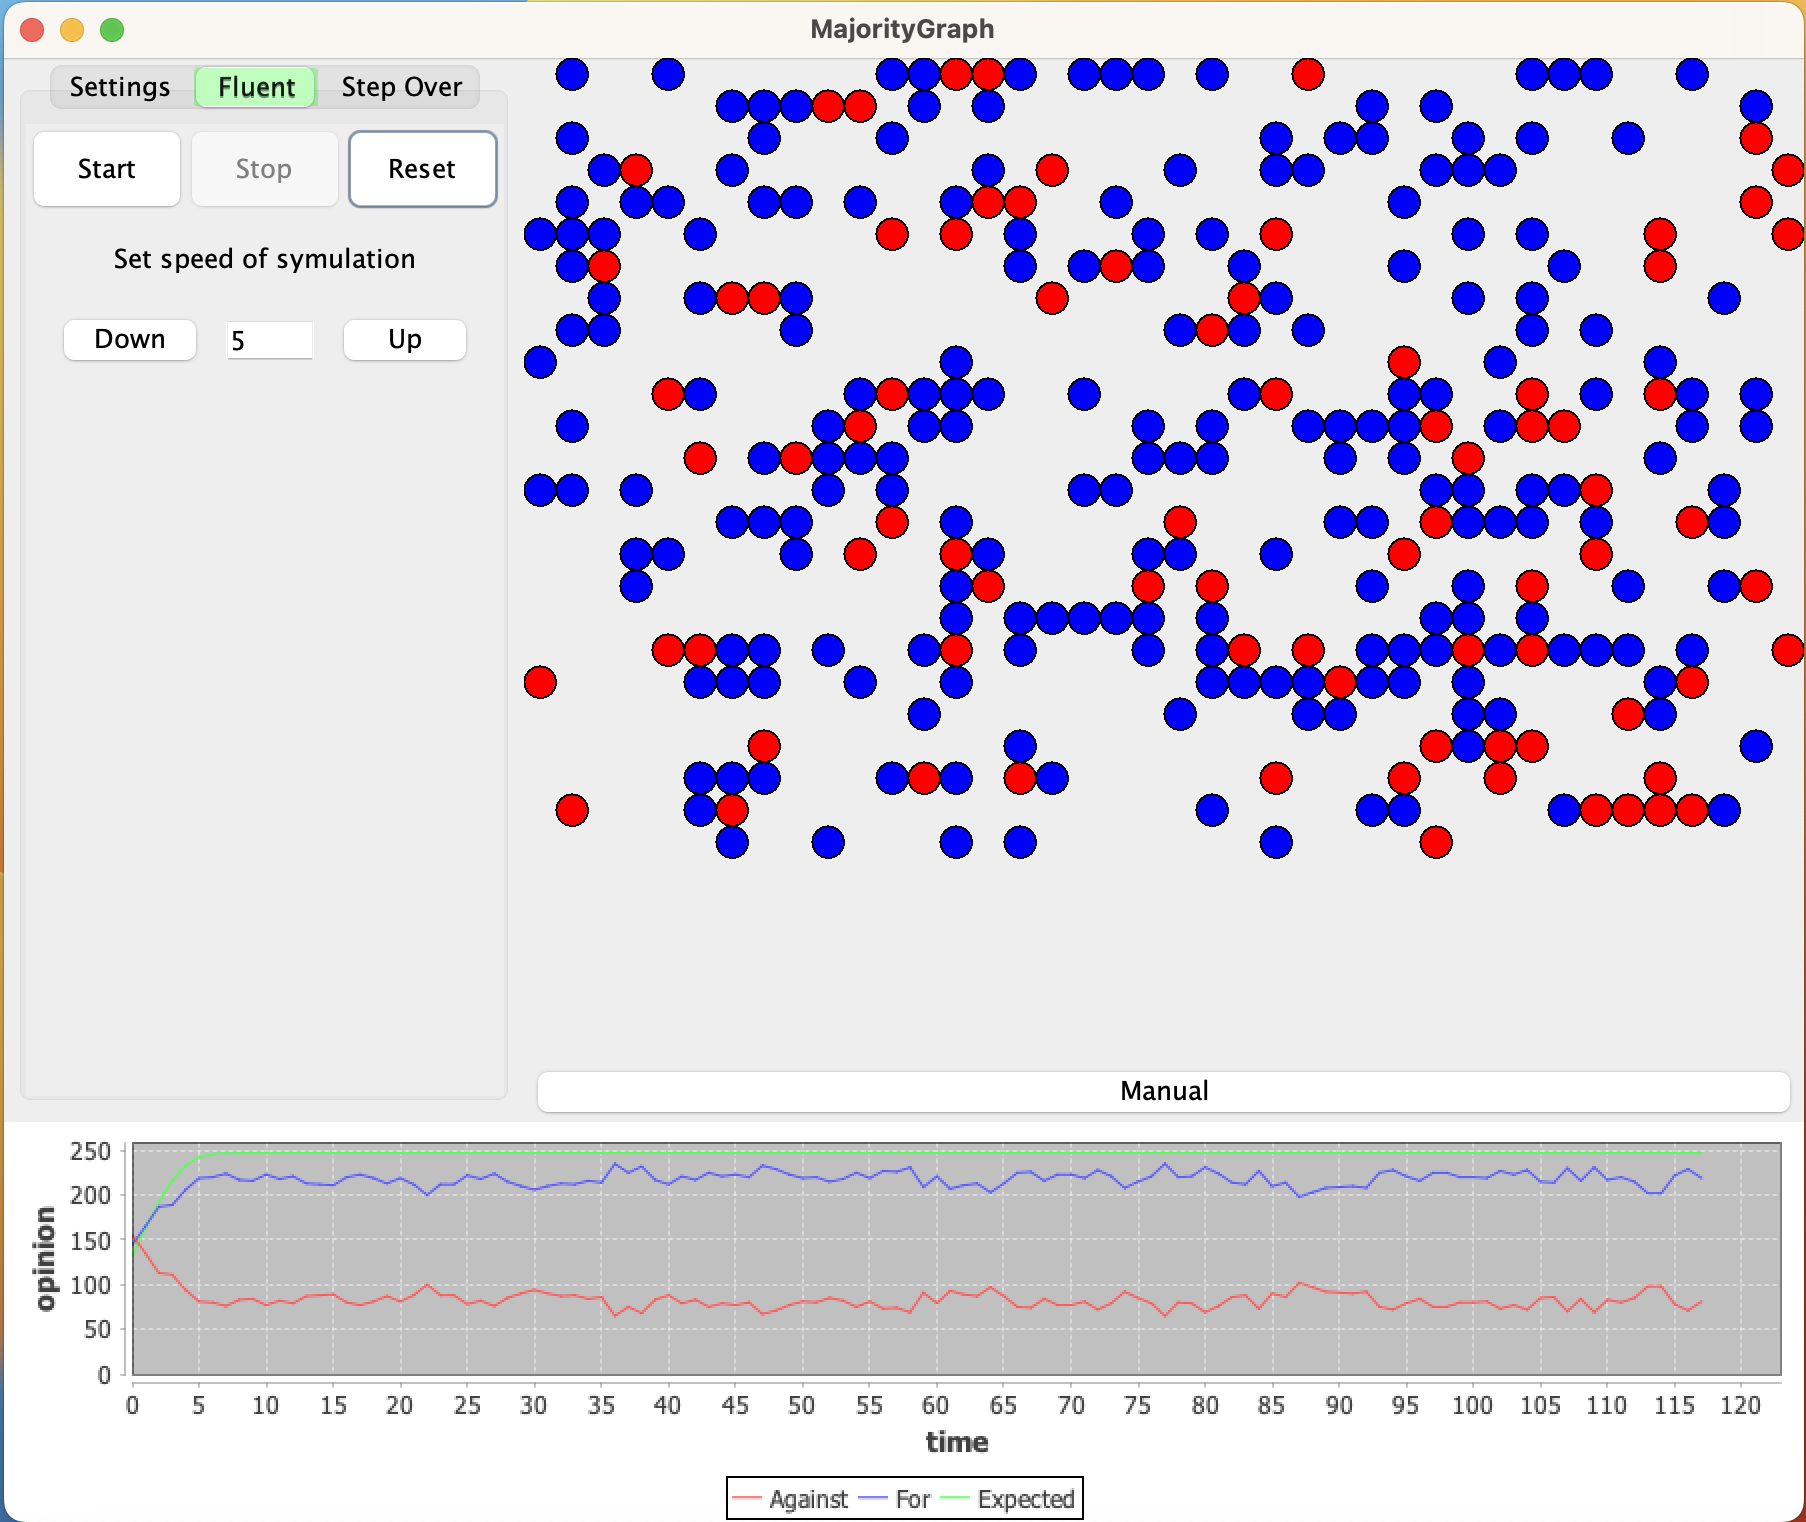 MajorityGraph
Settings Fluent Step Over
Start Stop Reset
Set speed of symulation
Down 5 Up
Manual
250
200
150
100
50
0
opinion
0 5 10 15 20 25 30 35 40 45 50 55 60 65 70 75 80 85 90 95 100 105 110 115 120
time
Against For Expected